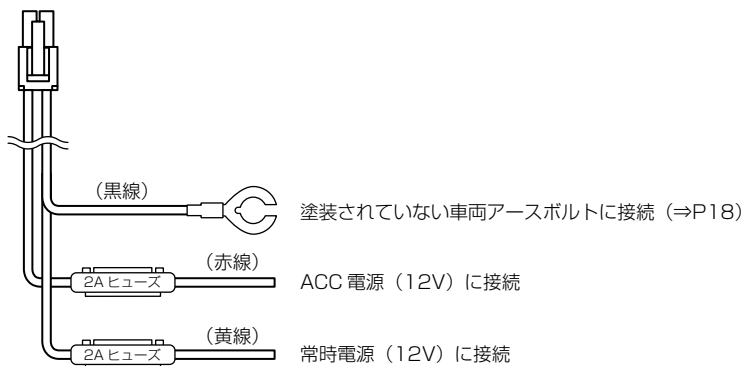 （黒線）
塗装されていない車両アースボルトに接続（⇒P18）
（赤線）
2A ヒューズ
ACC 電源（12V）に接続
（黄線）
2A ヒューズ
常時電源（12V）に接続